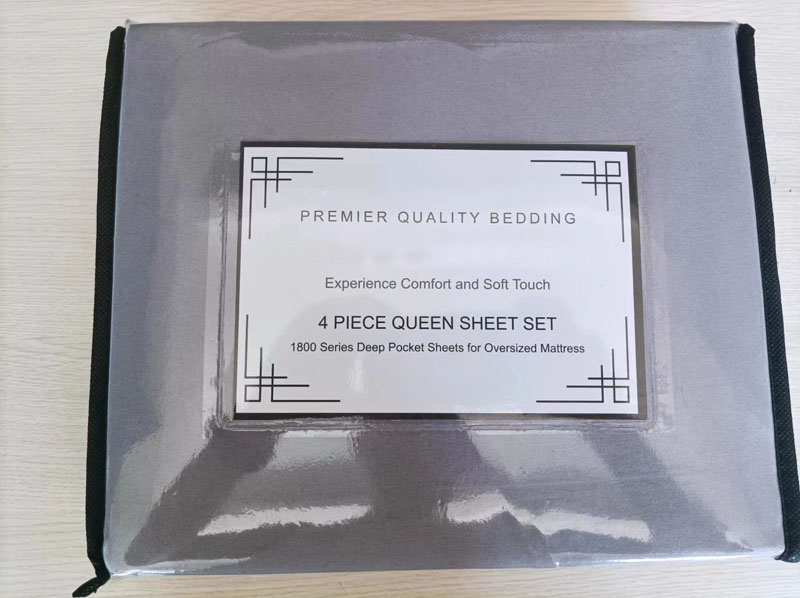 PREMIER QUALITY BEDDING
Experience Comfort and Soft Touch
4 PIECE QUEEN SHEET SET
1800 Series Deep Pocket Sheets for Oversized Mattress